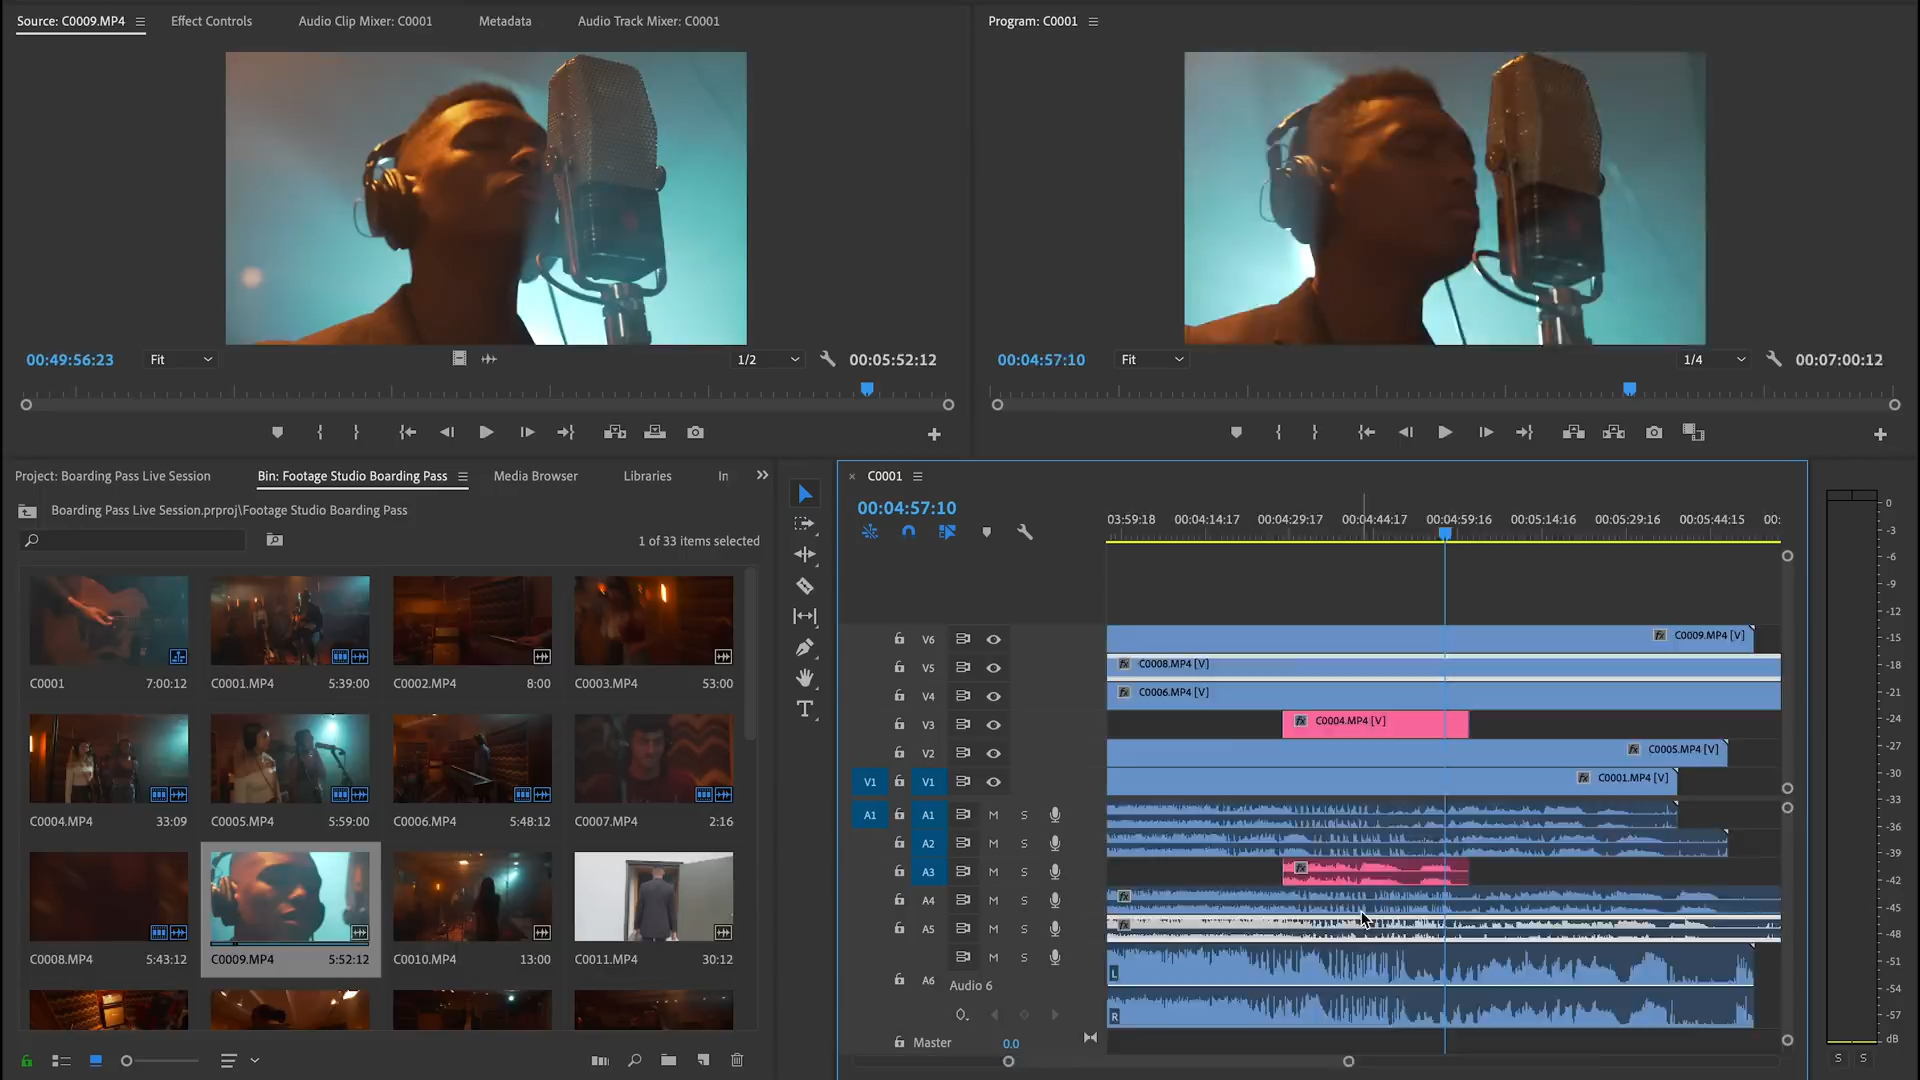 Source: C0009.MP4
Effect Controls
Audio Clip Mixer: C0001
Metadata
Audio Track Mixer: C0001
Program: C0001
00:49:56:23
Fit
1/2
00:05:52:12
00:04:57:10
Fit
1/4
00:07:00:12
Project: Boarding Pass Live Session
Bin: Footage Studio Boarding Pass
Media Browser
Libraries
In
Boarding Pass Live Session.prproj\Footage Studio Boarding Pass
1 of 33 items selected
C0001 7:00:12
C0001.MP4 5:39:00
C0002.MP4 8:00
C0003.MP4 53:00
C0004.MP4 33:09
C0005.MP4 5:59:00
C0006.MP4 5:48:12
C0007.MP4 2:16
C0008.MP4 5:43:12
C0009.MP4 5:52:12
C0010.MP4 13:00
C0011.MP4 30:12
T
C0001
00:04:57:10
03:59:18 00:04:14:17 00:04:29:17 00:04:44:17 00:04:59:16 00:05:14:16 00:05:29:16 00:05:44:15 00:
V6 fx C0009.MP4 [V]
V5 fx C0008.MP4 [V]
V4 fx C0006.MP4 [V]
V3 fx C0004.MP4 [V]
V2 fx C0005.MP4 [V]
V1 V1 fx C0001.MP4 [V]
A1 A1 M S
A2 M S
A3 M S fx
A4 M S fx
A5 M S fx
M S
A6 Audio 6
L
R
Master 0.0
0
-3
-6
-9
-12
-15
-18
-21
-24
-27
-30
-33
-36
-39
-42
-45
-48
-51
-54
-57
dB
S S